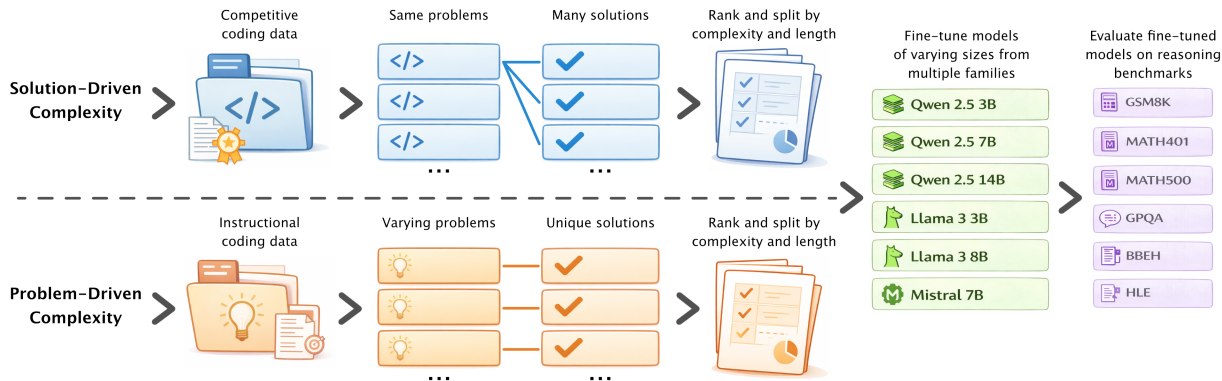 Solution-Driven
Complexity
Competitive
coding data
</>
Same problems
</>
</>
</>
...
Many solutions
...
Rank and split by
complexity and length
Problem-Driven
Complexity
Instructional
coding data
Varying problems
...
Unique solutions
...
Rank and split by
complexity and length
Fine-tune models
of varying sizes from
multiple families
Qwen 2.5 3B
Qwen 2.5 7B
Qwen 2.5 14B
Llama 3 3B
Llama 3 8B
Mistral 7B
Evaluate fine-tuned
models on reasoning
benchmarks
GSM8K
MATH401
MATH500
GPQA
BBEH
HLE